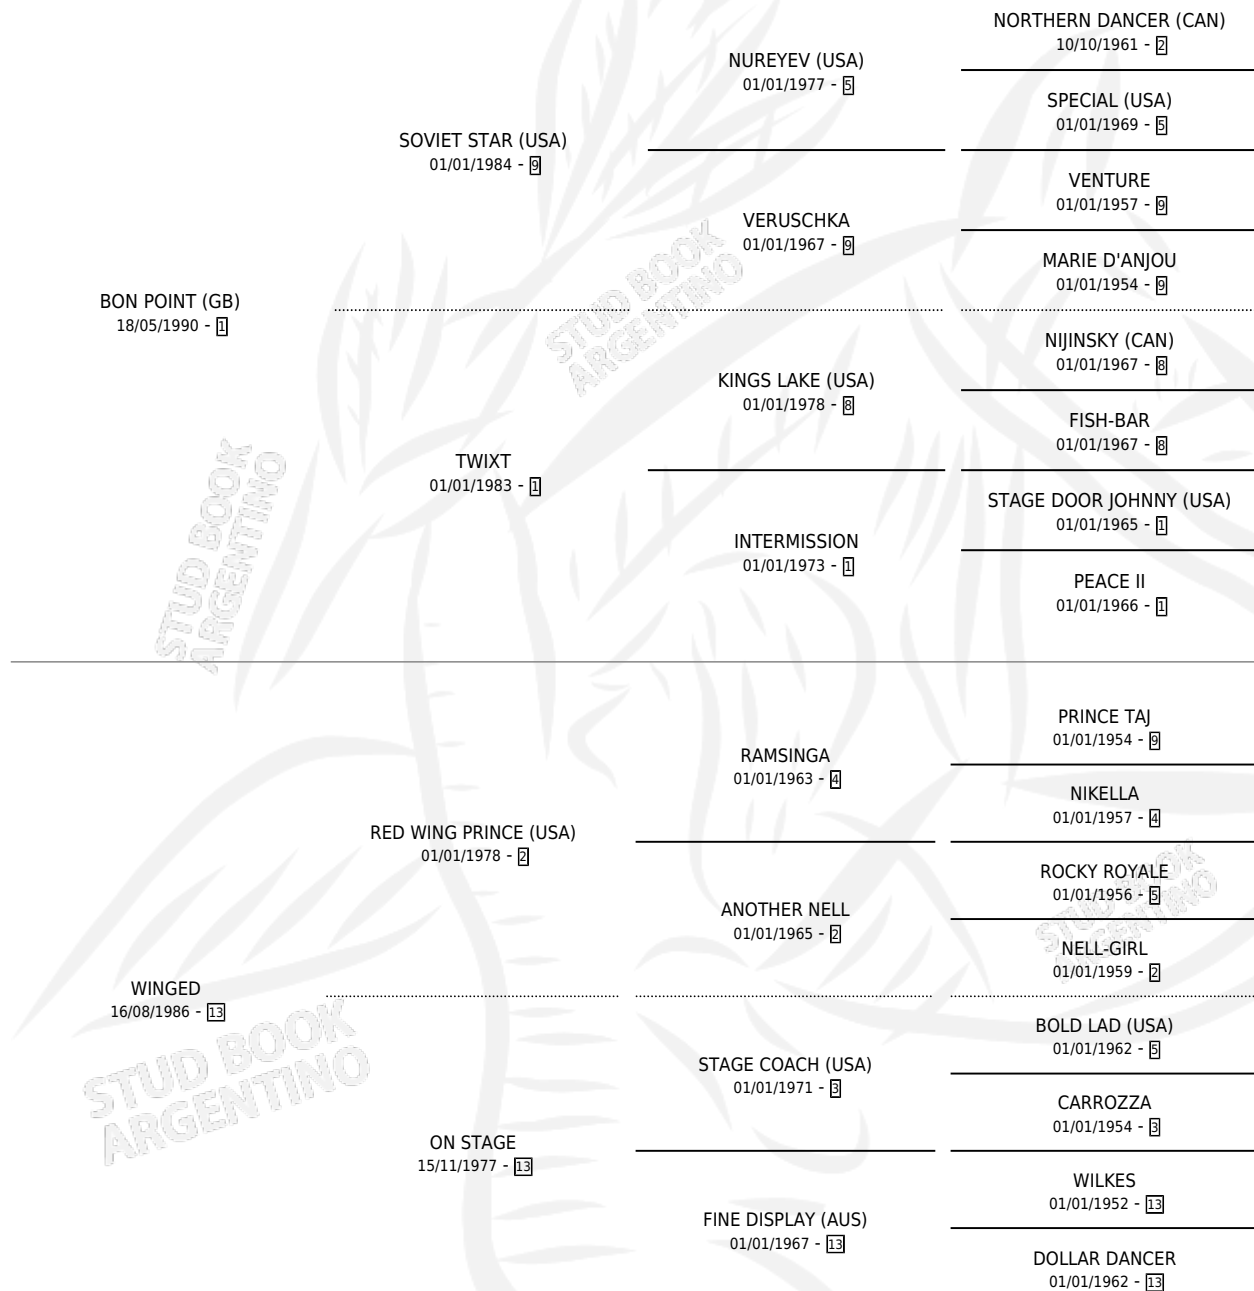 NORTHERN DANCER (CAN)
10/10/1961 - 2
NUREYEV (USA)
01/01/1977 - 5
SPECIAL (USA)
01/01/1969 - 5
SOVIET STAR (USA)
01/01/1984 - 9
VENTURE
01/01/1957 - 9
VERUSCHKA
01/01/1967 - 9
MARIE D'ANJOU
01/01/1954 - 9
BON POINT (GB)
18/05/1990 - 1
NIJINSKY (CAN)
01/01/1967 - 8
KINGS LAKE (USA)
01/01/1978 - 8
FISH-BAR
01/01/1967 - 8
TWIXT
01/01/1983 - 1
STAGE DOOR JOHNNY (USA)
01/01/1965 - 1
INTERMISSION
01/01/1973 - 1
PEACE II
01/01/1966 - 1
PRINCE TAJ
01/01/1954 - 9
RAMSINGA
01/01/1963 - 4
NIKELLA
01/01/1957 - 4
RED WING PRINCE (USA)
01/01/1978 - 2
ROCKY ROYALE
01/01/1956 - 5
ANOTHER NELL
01/01/1965 - 2
NELL-GIRL
01/01/1959 - 2
WINGED
16/08/1986 - 13
BOLD LAD (USA)
01/01/1962 - 5
STAGE COACH (USA)
01/01/1971 - 3
CARROZZA
01/01/1954 - 3
ON STAGE
15/11/1977 - 13
WILKES
01/01/1952 - 13
FINE DISPLAY (AUS)
01/01/1967 - 13
DOLLAR DANCER
01/01/1962 - 13
STUD BOOK
ARGENTINO
STUD BOOK
ARGENTINO
STUD BOOK
ARGENTINO
STUD BOOK
ARGENTINO